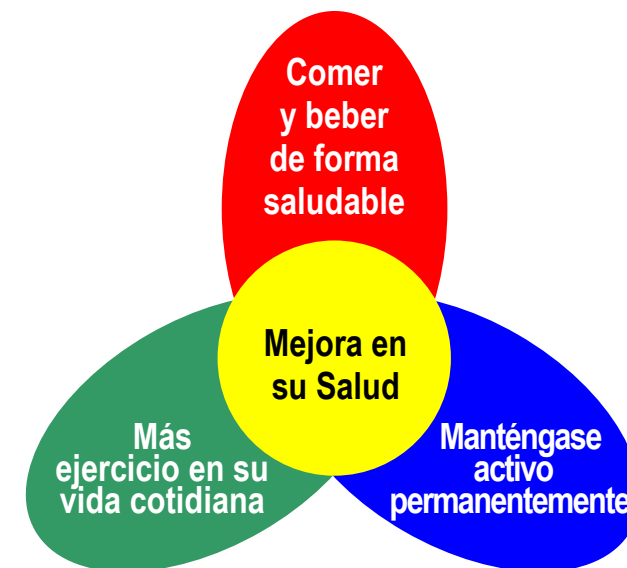 Comer
y beber
de forma
saludable
Mejora en
su Salud
Más
ejercicio en su
vida cotidiana
Manténgase
activo
permanentemente